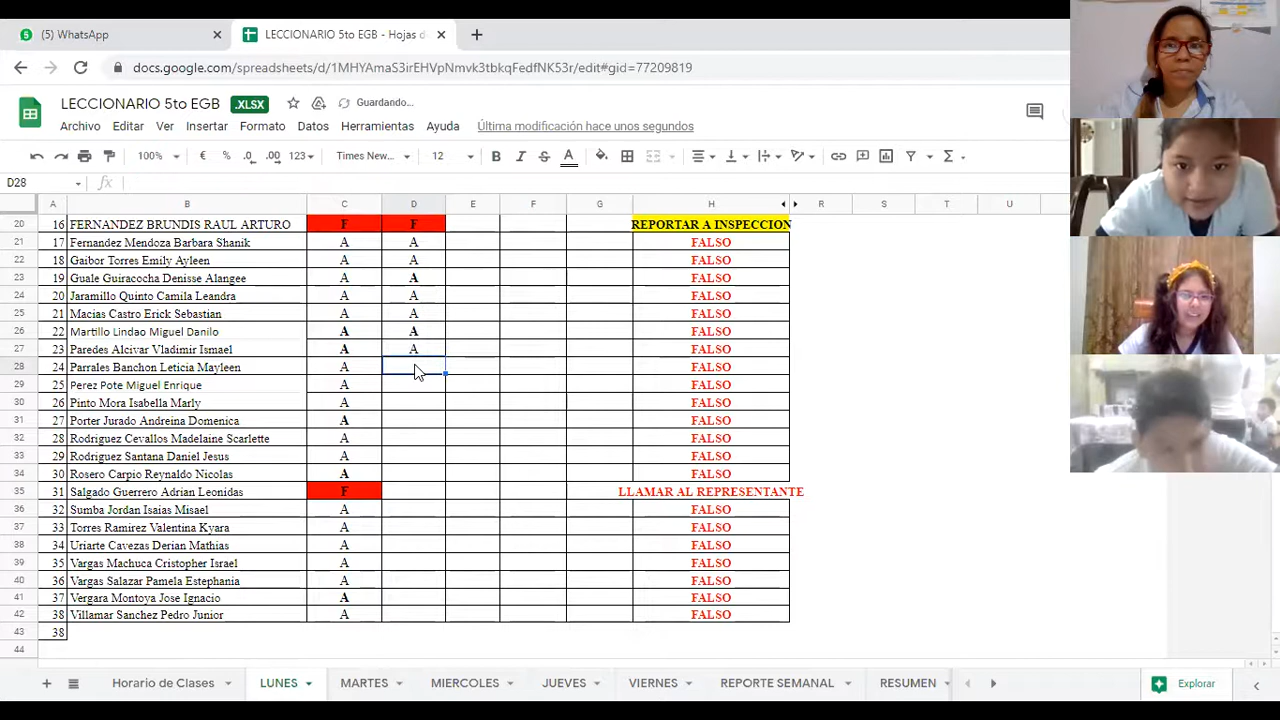 (5) WhatsApp
LECCIONARIO 5to EGB - Hojas d
docs.google.com/spreadsheets/d/1MHYAmaS3irEHVpNmvk3tbkqFedfNK53r/edit#gid=77209819
LECCIONARIO 5to EGB .XLSX Guardando...
Archivo Editar Ver Insertar Formato Datos Herramientas Ayuda Última modificación hace unos segundos
100% € % .0 .00 123 Times New... 12 B I S A
D28 fx
A B C D E F G H R S T U
20 16 FERNANDEZ BRUNDIS RAUL ARTURO F F REPORTAR A INSPECCION
21 17 Fernandez Mendoza Barbara Shanik A A FALSO
22 18 Gaibor Torres Emily Ayleen A A FALSO
23 19 Guale Guiracocha Denisse Alangee A A FALSO
24 20 Jaramillo Quinto Camila Leandra A A FALSO
25 21 Macias Castro Erick Sebastian A A FALSO
26 22 Martillo Lindao Miguel Danilo A A FALSO
27 23 Paredes Alcivar Vladimir Ismael A A FALSO
28 24 Parrales Banchon Leticia Mayleen A FALSO
29 25 Perez Pote Miguel Enrique A FALSO
30 26 Pinto Mora Isabella Marly A FALSO
31 27 Porter Jurado Andreina Domenica A FALSO
32 28 Rodriguez Cevallos Madelaine Scarlette A FALSO
33 29 Rodriguez Santana Daniel Jesus A FALSO
34 30 Rosero Carpio Reynaldo Nicolas A FALSO
35 31 Salgado Guerrero Adrian Leonidas F LLAMAR AL REPRESENTANTE
36 32 Sumba Jordan Isaias Misael A FALSO
37 33 Torres Ramirez Valentina Kyara A FALSO
38 34 Uriarte Cavezas Derian Mathias A FALSO
39 35 Vargas Machuca Cristopher Israel A FALSO
40 36 Vargas Salazar Pamela Estephania A FALSO
41 37 Vergara Montoya Jose Ignacio A FALSO
42 38 Villamar Sanchez Pedro Junior A FALSO
43 38
44
Horario de Clases LUNES MARTES MIERCOLES JUEVES VIERNES REPORTE SEMANAL RESUMEN Explorar